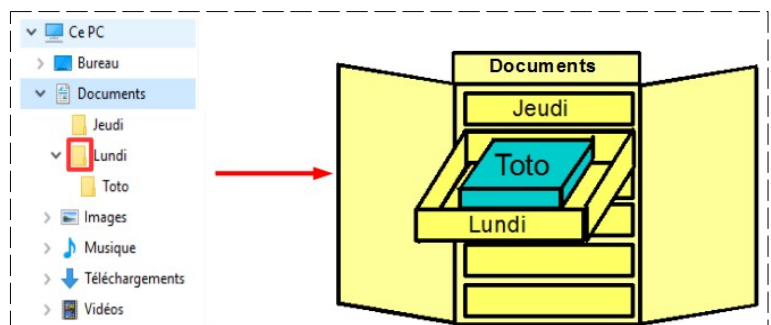 Ce PC
Bureau
Documents
Jeudi
Lundi
Toto
Images
Musique
Téléchargements
Vidéos
Documents
Jeudi
Toto
Lundi